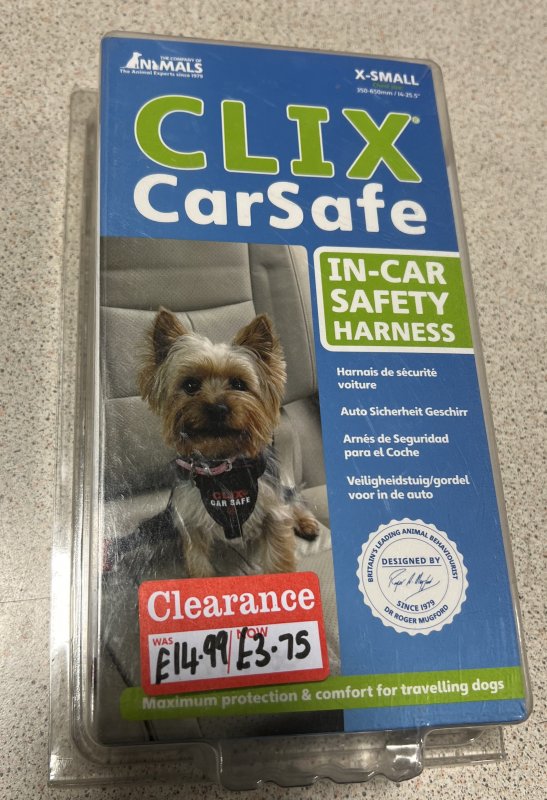 THE COMPANY OF
ANIMALS
The Animal Experts since 1979
X-SMALL
350-650mm / 14-25.5"
CLIX®
CarSafe
IN-CAR
SAFETY
HARNESS
Harnais de sécurité
voiture
Auto Sicherheit Geschirr
Arnés de Seguridad
para el Coche
Veiligheidstuig/gordel
voor in de auto
CLIX
CAR SAFE
BRITAIN'S LEADING ANIMAL BEHAVIOURIST
DESIGNED BY
SINCE 1979
DR ROGER MUGFORD
Clearance
WAS NOW
£14.99/£3.75
Maximum protection & comfort for travelling dogs